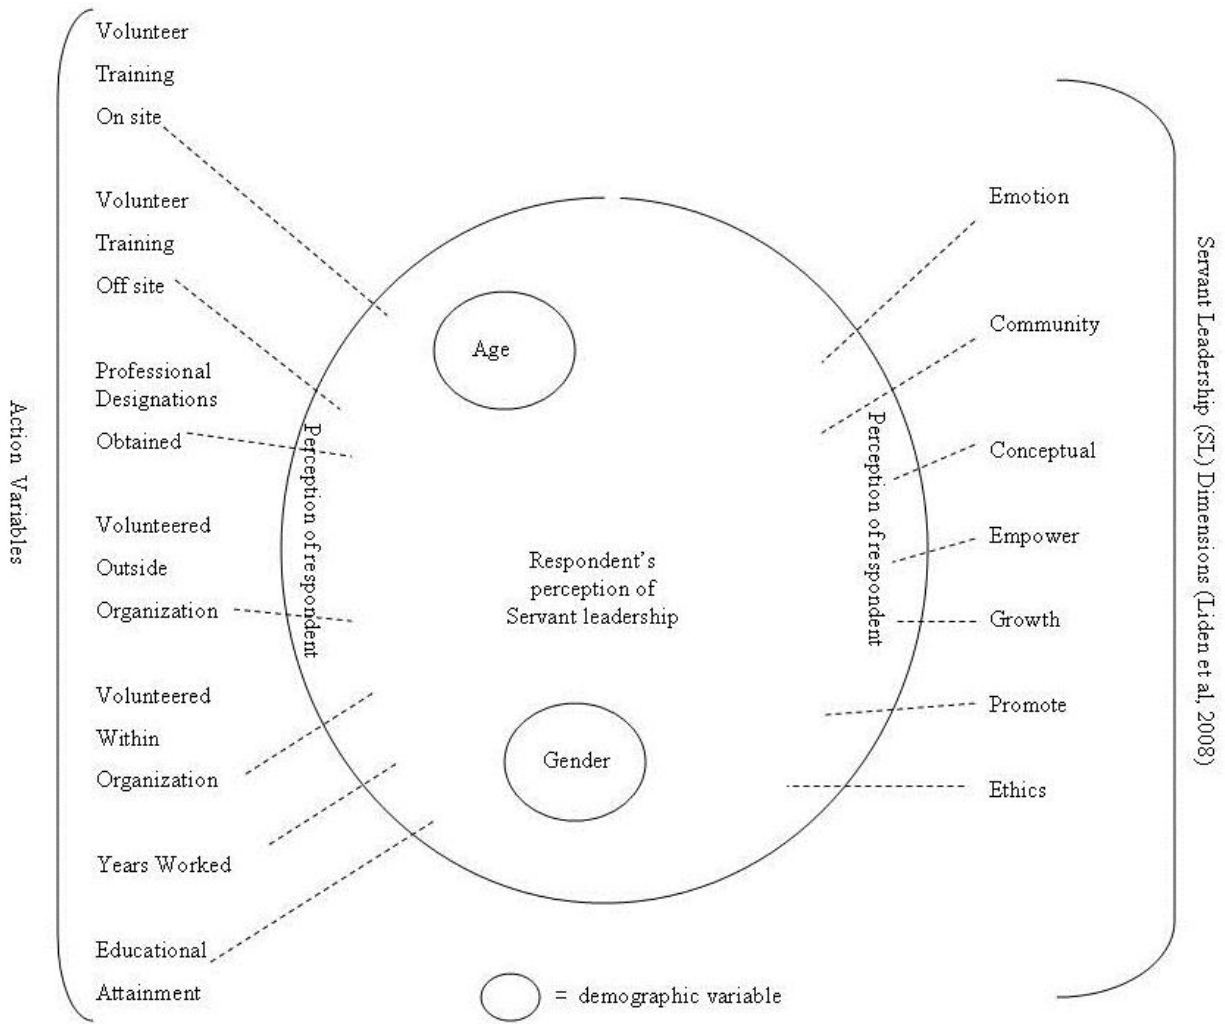 Volunteer
Training
On site
Volunteer
Training
Off site
Professional
Designations
Obtained
Volunteered
Outside
Organization
Volunteered
Within
Organization
Years Worked
Educational
Attainment
Action Variables
Perception of respondent
Age
Respondent's
perception of
Servant leadership
Gender
Perception of respondent
Emotion
Community
Conceptual
Empower
Growth
Promote
Ethics
Servant Leadership (SL) Dimensions (Liden et al, 2008)
= demographic variable